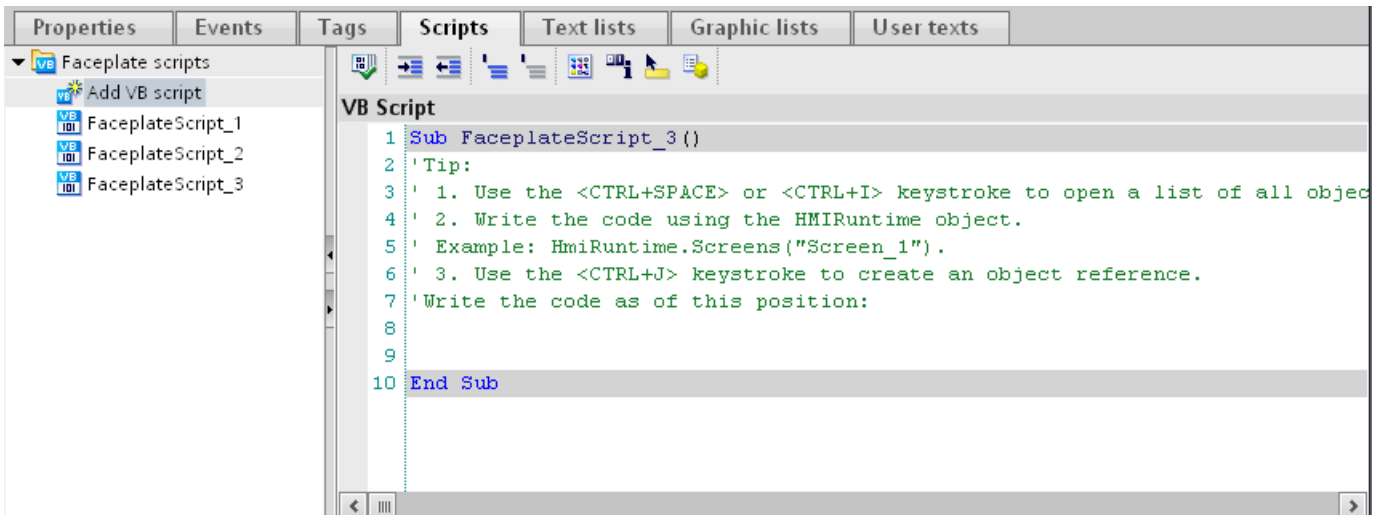 Properties Events Tags Scripts Text lists Graphic lists User texts
Faceplate scripts
Add VB script
FaceplateScript_1
FaceplateScript_2
FaceplateScript_3
VB Script
1 Sub FaceplateScript_3()
2 'Tip:
3 ' 1. Use the <CTRL+SPACE> or <CTRL+I> keystroke to open a list of all objec
4 ' 2. Write the code using the HMIRuntime object.
5 ' Example: HmiRuntime.Screens("Screen_1").
6 ' 3. Use the <CTRL+J> keystroke to create an object reference.
7 'Write the code as of this position:
8
9
10 End Sub